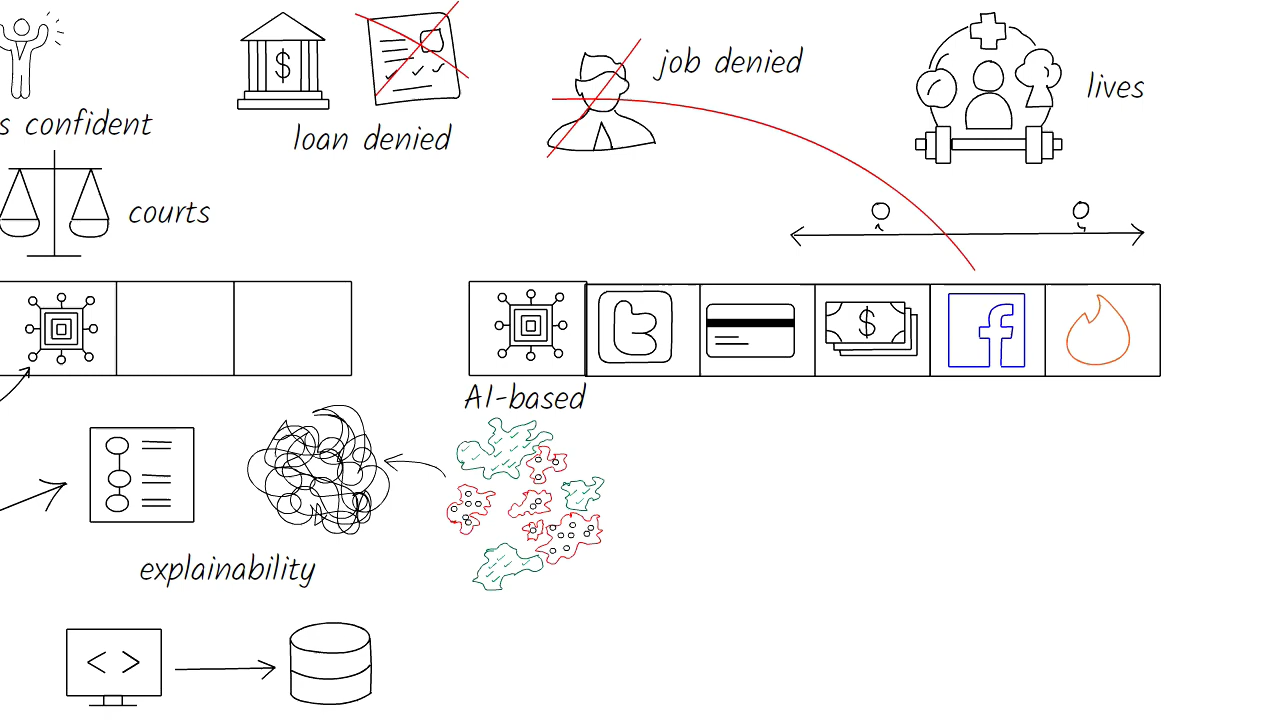 s confident
loan denied
job denied
lives
courts
AI-based
explainability